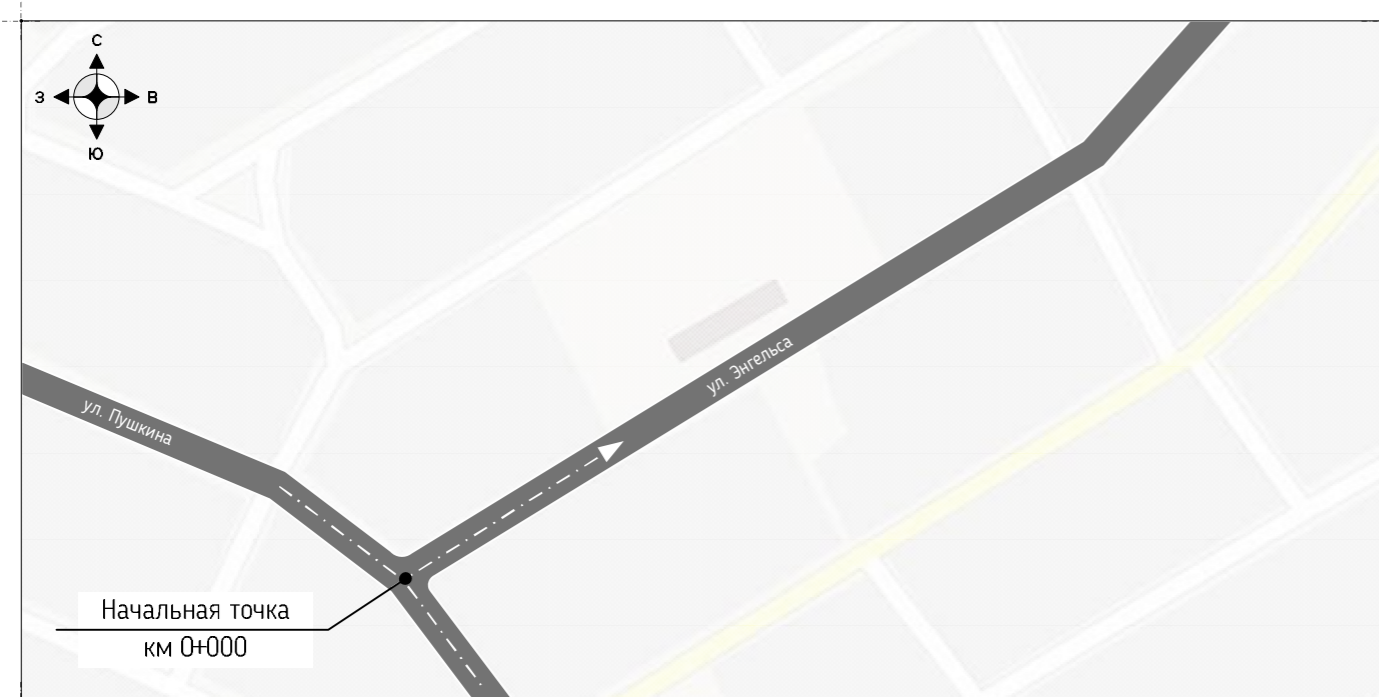 С
З
В
Ю
ул. Энгельса
ул. Пушкина
Начальная точка
км 0+000